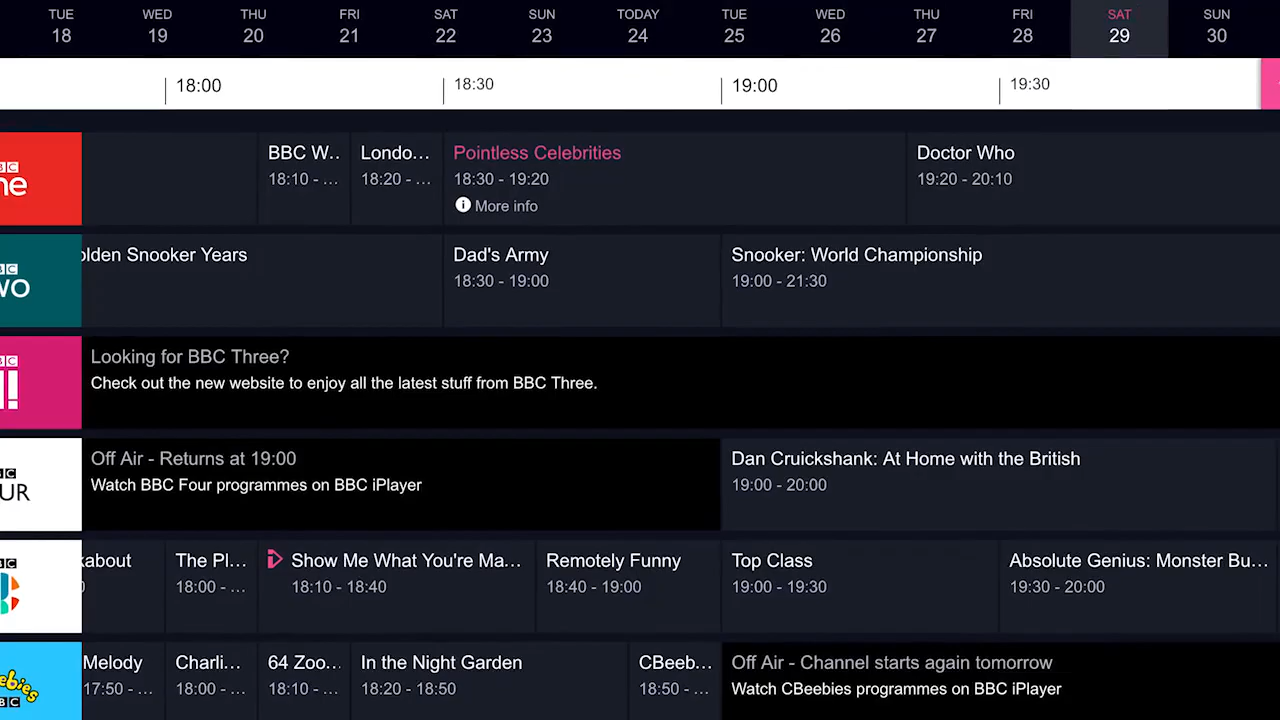 TUE WED THU FRI SAT SUN TODAY TUE WED THU FRI SAT SUN
18 19 20 21 22 23 24 25 26 27 28 29 30
18:00 18:30 19:00 19:30
BBC W.. Londo... Pointless Celebrities Doctor Who
18:10 - ... 18:20 - ... 18:30 - 19:20 19:20 - 20:10
More info
olden Snooker Years Dad's Army Snooker: World Championship
18:30 - 19:00 19:00 - 21:30
Looking for BBC Three?
Check out the new website to enjoy all the latest stuff from BBC Three.
Off Air - Returns at 19:00 Dan Cruickshank: At Home with the British
Watch BBC Four programmes on BBC iPlayer 19:00 - 20:00
The Pl... Show Me What You're Ma... Remotely Funny Top Class Absolute Genius: Monster Bu...
18:00 - ... 18:10 - 18:40 18:40 - 19:00 19:00 - 19:30 19:30 - 20:00
Melody Charli... 64 Zoo... In the Night Garden CBeeb... Off Air - Channel starts again tomorrow
17:50 - ... 18:00 - ... 18:10 - ... 18:20 - 18:50 18:50 - ... Watch CBeebies programmes on BBC iPlayer